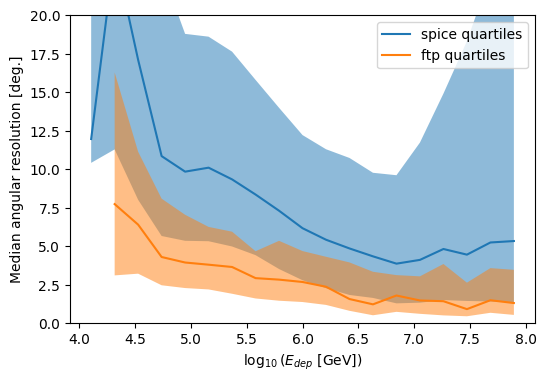 20.0
17.5
15.0
12.5
10.0
7.5
5.0
2.5
0.0
Median angular resolution [deg.]
spice quartiles
ftp quartiles
4.0 4.5 5.0 5.5 6.0 6.5 7.0 7.5 8.0
log10 (Edep [GeV])